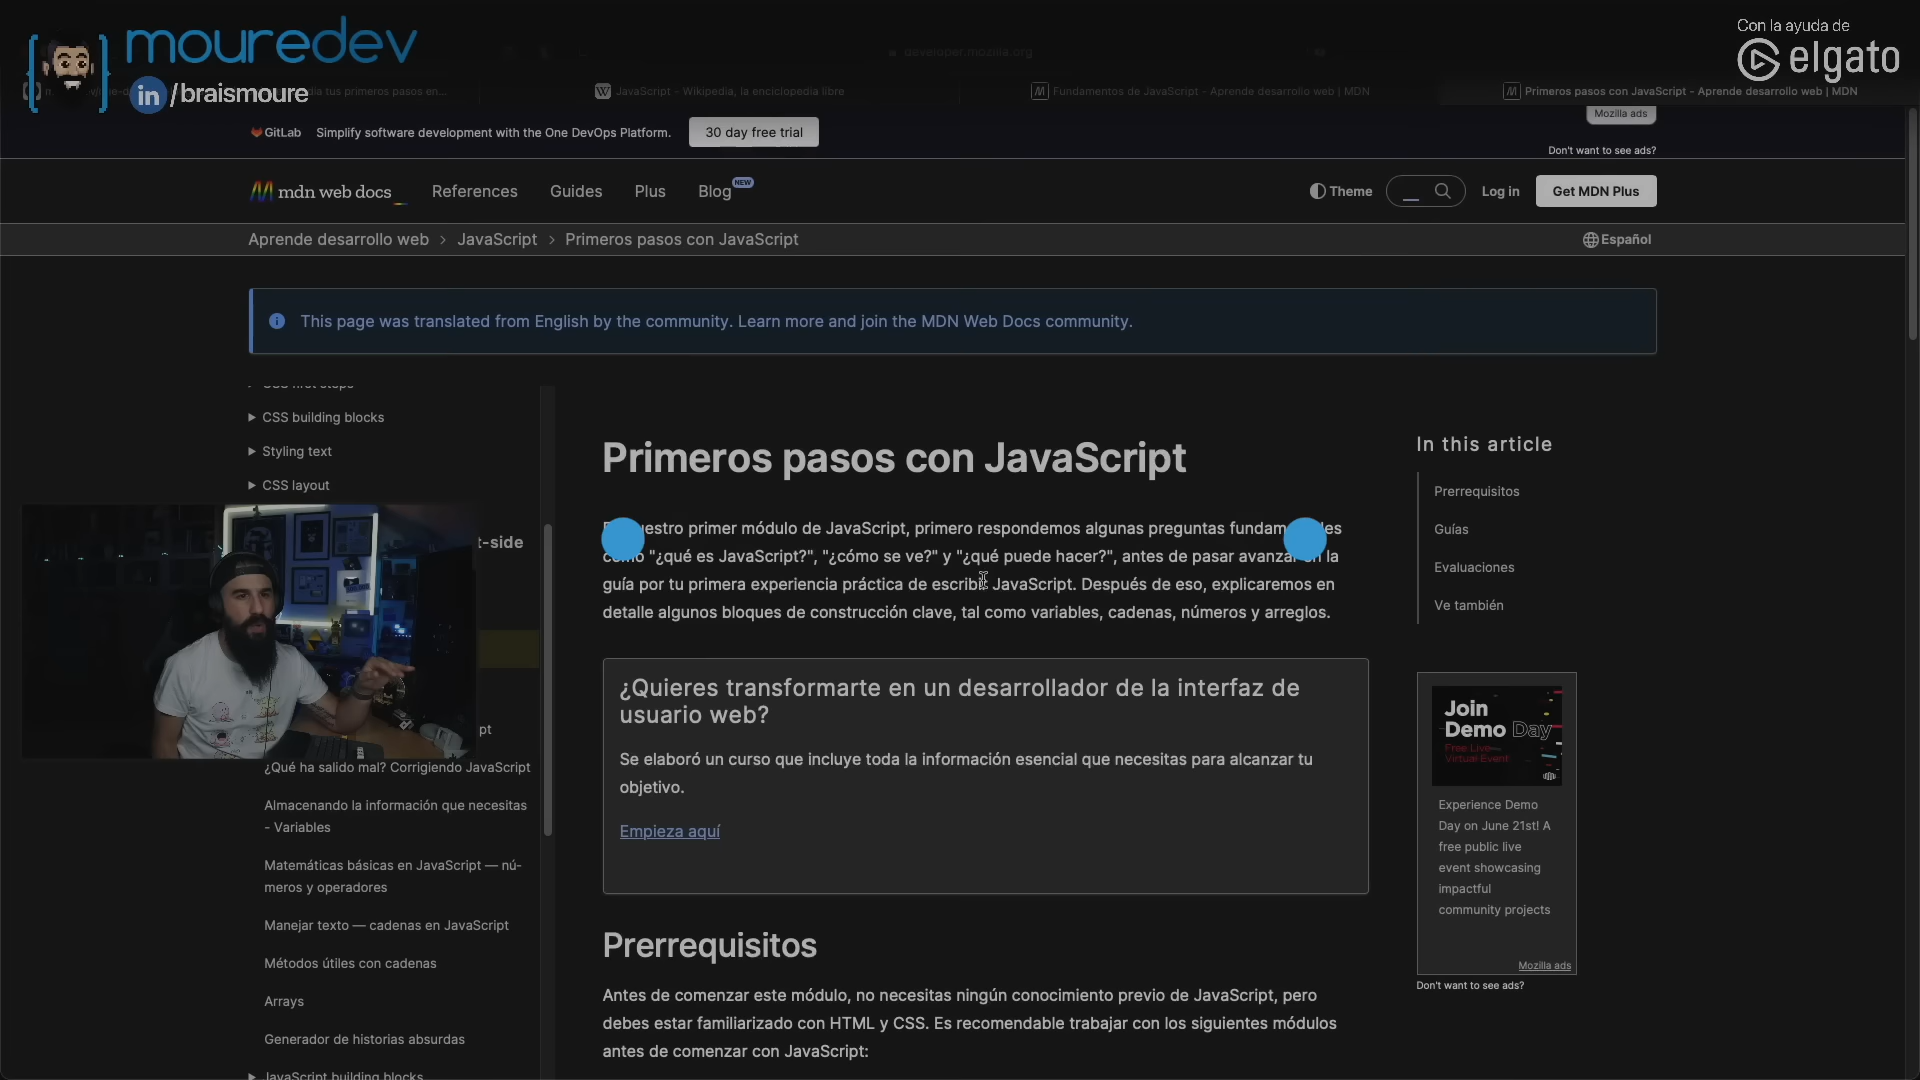 mouredev
in /braismoure
Con la ayuda de
elgato
developer.mozilla.org
tus primeros pasos en...
JavaScript - Wikipedia, la enciclopedia libre
Fundamentos de JavaScript - Aprende desarrollo web | MDN
Primeros pasos con JavaScript - Aprende desarrollo web | MDN
GitLab Simplify software development with the One DevOps Platform. 30 day free trial
Mozilla ads
Don't want to see ads?
mdn web docs References Guides Plus Blog NEW Theme Log in Get MDN Plus
Aprende desarrollo web > JavaScript > Primeros pasos con JavaScript Español
This page was translated from English by the community. Learn more and join the MDN Web Docs community.
CSS first steps
CSS building blocks
Styling text
CSS layout
t-side
pt
¿Qué ha salido mal? Corrigiendo JavaScript
Almacenando la información que necesitas
- Variables
Matemáticas básicas en JavaScript — nú-
meros y operadores
Manejar texto — cadenas en JavaScript
Métodos útiles con cadenas
Arrays
Generador de historias absurdas
JavaScript building blocks
Primeros pasos con JavaScript
primer módulo de JavaScript, primero respondemos algunas preguntas
"¿qué es JavaScript?", "¿cómo se ve?" y "¿qué puede hacer?", antes de pasar la
guía por tu primera experiencia práctica de escribir JavaScript. Después de eso, explicaremos en
detalle algunos bloques de construcción clave, tal como variables, cadenas, números y arreglos.
¿Quieres transformarte en un desarrollador de la interfaz de
usuario web?
Se elaboró un curso que incluye toda la información esencial que necesitas para alcanzar tu
objetivo.
Empieza aquí
Prerrequisitos
Antes de comenzar este módulo, no necesitas ningún conocimiento previo de JavaScript, pero
debes estar familiarizado con HTML y CSS. Es recomendable trabajar con los siguientes módulos
antes de comenzar con JavaScript:
In this article
Prerrequisitos
Guías
Evaluaciones
Ve también
Join
Demo Day
Free Live
Virtual Event
Experience Demo
Day on June 21st! A
free public live
event showcasing
impactful
community projects
Mozilla ads
Don't want to see ads?